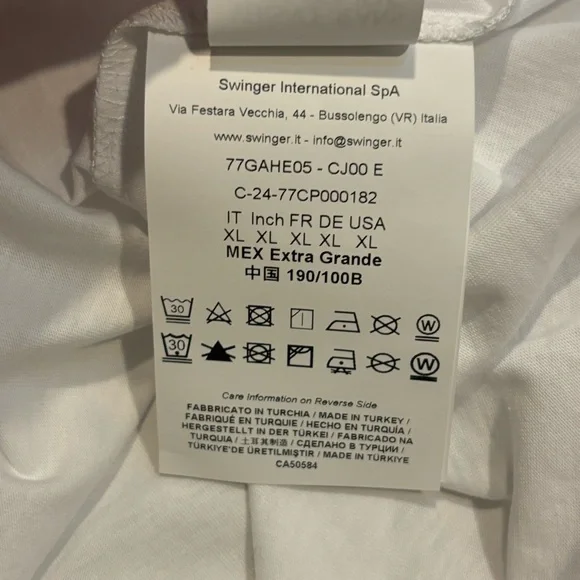 Swinger International SpA
Via Festara Vecchia, 44 - Bussolengo (VR) Italia
www.swinger.it - info@swinger.it
77GAHE05 - CJ00 E
C-24-77CP000182
IT Inch FR DE USA
XL XL XL XL XL
MEX Extra Grande
中国 190/100B
30 W
30 W
Care Information on Reverse Side
FABBRICATO IN TURCHIA / MADE IN TURKEY /
FABRIQUÉ EN TURQUIE / HECHO EN TURQUÍA /
HERGESTELLT IN DER TÜRKEI / FABRICADO NA
TURQUIA / 土耳其制造 / СДЕЛАНО В ТУРЦИИ /
TÜRKİYE'DE ÜRETİLMİŞTİR / MADE IN TÜRKIYE
CA50584